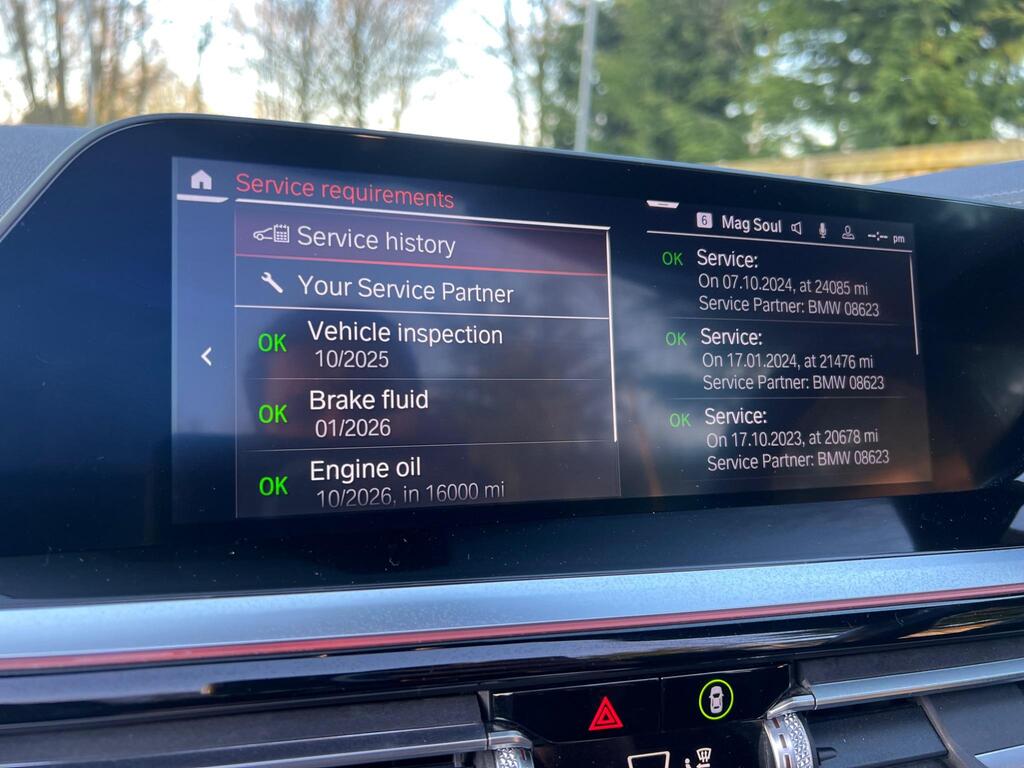 Service requirements
Service history
Your Service Partner
OK Vehicle inspection
10/2025
OK Brake fluid
01/2026
OK Engine oil
10/2026, in 16000 mi
6 Mag Soul --:-- pm
OK Service:
On 07.10.2024, at 24085 mi
Service Partner: BMW 08623
OK Service:
On 17.01.2024, at 21476 mi
Service Partner: BMW 08623
OK Service:
On 17.10.2023, at 20678 mi
Service Partner: BMW 08623